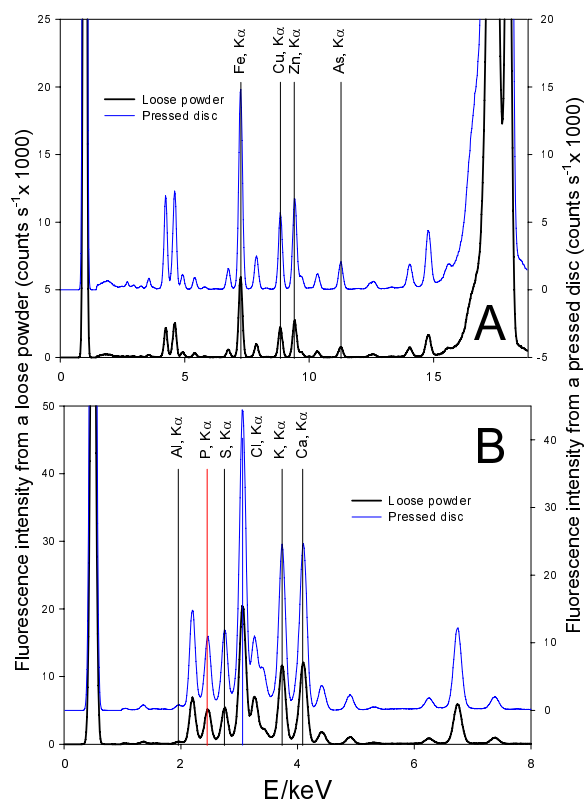 Fluorescence intensity from a loose powder (counts s-1x 1000)
Fluorescence intensity from a pressed disc (counts s-1x 1000)
25
20
15
10
5
0
20
15
10
5
0
-5
Fe, Kα
Cu, Kα
Zn, Kα
As, Kα
Loose powder
Pressed disc
A
0
5
10
15
50
40
30
20
10
0
40
30
20
10
0
Al, Kα
P, Kα
S, Kα
Cl, Kα
K, Kα
Ca, Kα
B
Loose powder
Pressed disc
0
2
4
6
8
E/keV